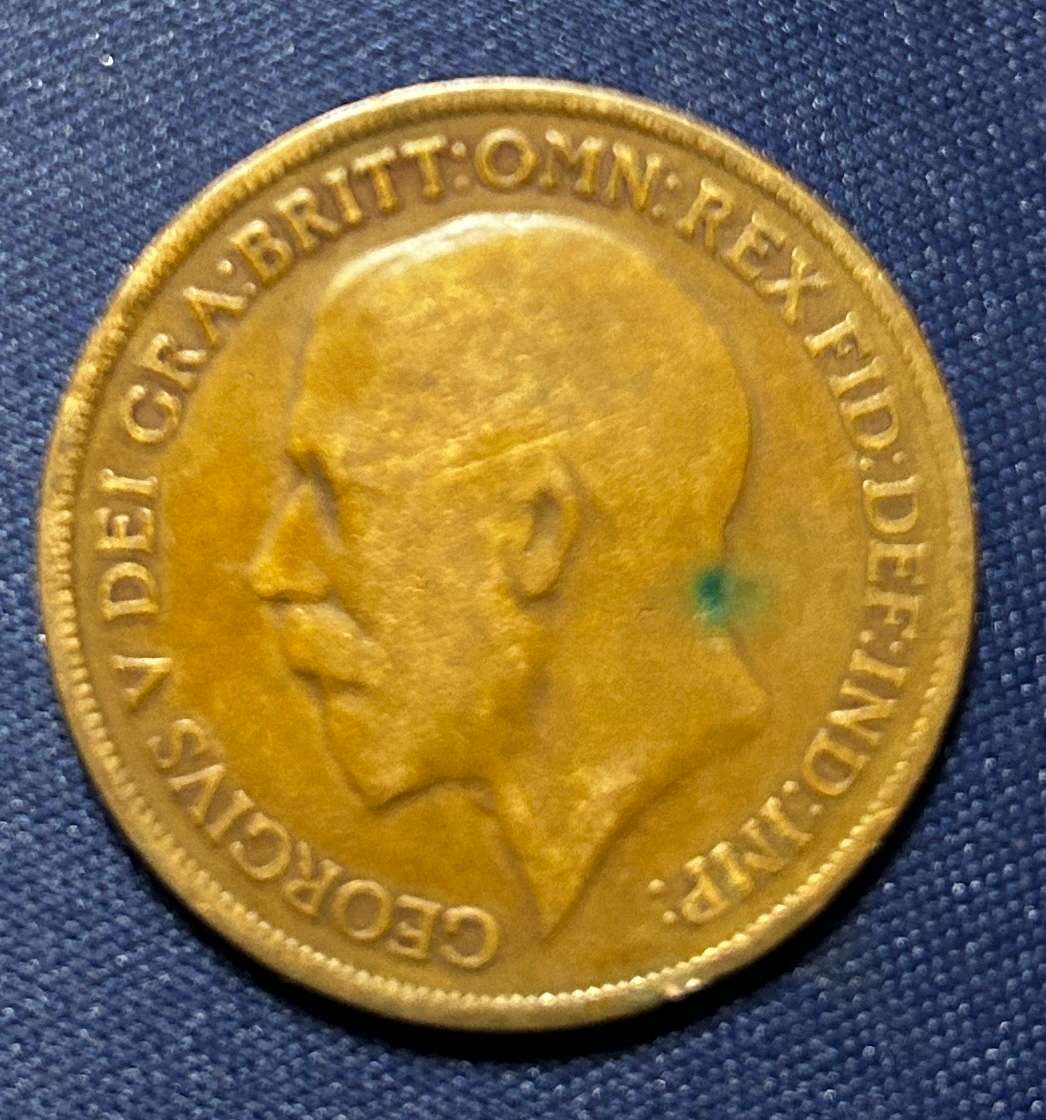 GEORGIVS V DEI GRA: BRITT: OMN: REX FID: DEF: IND: IMP: